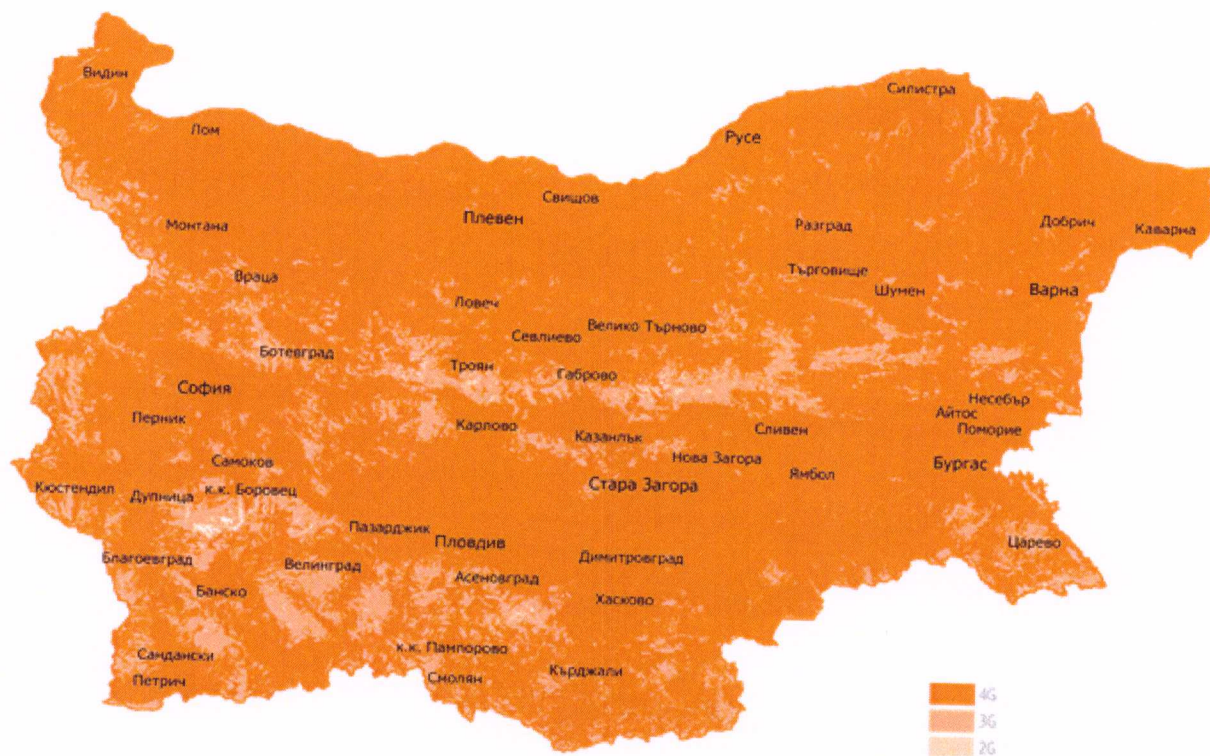 Видин
Силистра
Лом
Русе
Свищов
Плевен
Монтана
Разград
Добрич
Каварна
Враца
Търговище
Шумен
Варна
Ловеч
Севлиево
Велико Търново
Ботевград
Троян
Габрово
София
Несебър
Перник
Айтос
Карлово
Казанлък
Сливен
Поморие
Самоков
Нова Загора
Ямбол
Бургас
Кюстендил
Дупница
к.к. Боровец
Стара Загора
Пазарджик
Пловдив
Царево
Благоевград
Велинград
Димитровград
Асеновград
Банско
Хасково
Сандански
к.к. Пампорово
Петрич
Смолян
Кърджали
4G
3G
2G